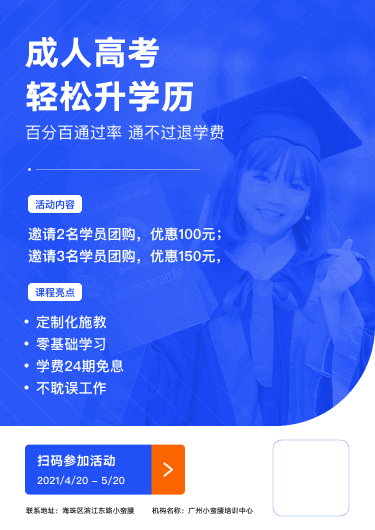 成人高考
轻松升学历
百分百通过率 通不过退学费
活动内容
邀请2名学员团购，优惠100元；
邀请3名学员团购，优惠150元，
课程亮点
• 定制化施教
• 零基础学习
• 学费24期免息
• 不耽误工作
扫码参加活动
2021/4/20 – 5/20
联系地址：海珠区滨江东路小蛮腰 机构名称：广州小蛮腰培训中心